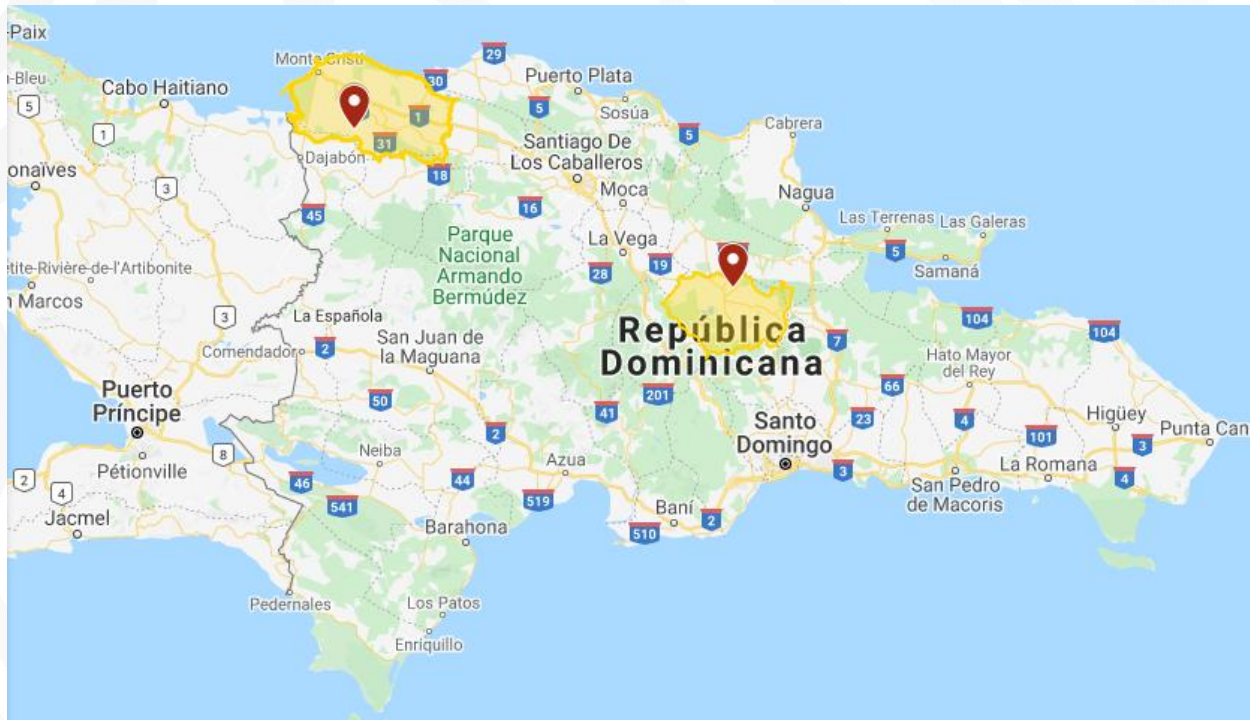 -Paix
29
Monte Cristi
n-Bleu
30
Puerto Plata
Cabo Haitiano
5
1
5
Sosúa
1
31
Santiago De
Los Caballeros
5
Cabrera
Dajabón
18
onaïves
3
Moca
Nagua
45
16
Las Terrenas
Las Galeras
Parque
Nacional
Armando
Bermúdez
La Vega
5
Samaná
28
19
etite-Rivière-de-l'Artibonite
n Marcos
3
La Española
San Juan de
la Maguana
República
Dominicana
104
104
Comendador
2
7
Hato Mayor
del Rey
Puerto
Príncipe
50
41
201
66
23
4
Higüey
2
Santo
Domingo
101
3
Punta Can
Pétionville
8
Neiba
Azua
3
La Romana
2
4
46
44
519
San Pedro
de Macoris
4
541
Jacmel
Barahona
Baní
2
510
Pedernales
Los Patos
Enriquillo